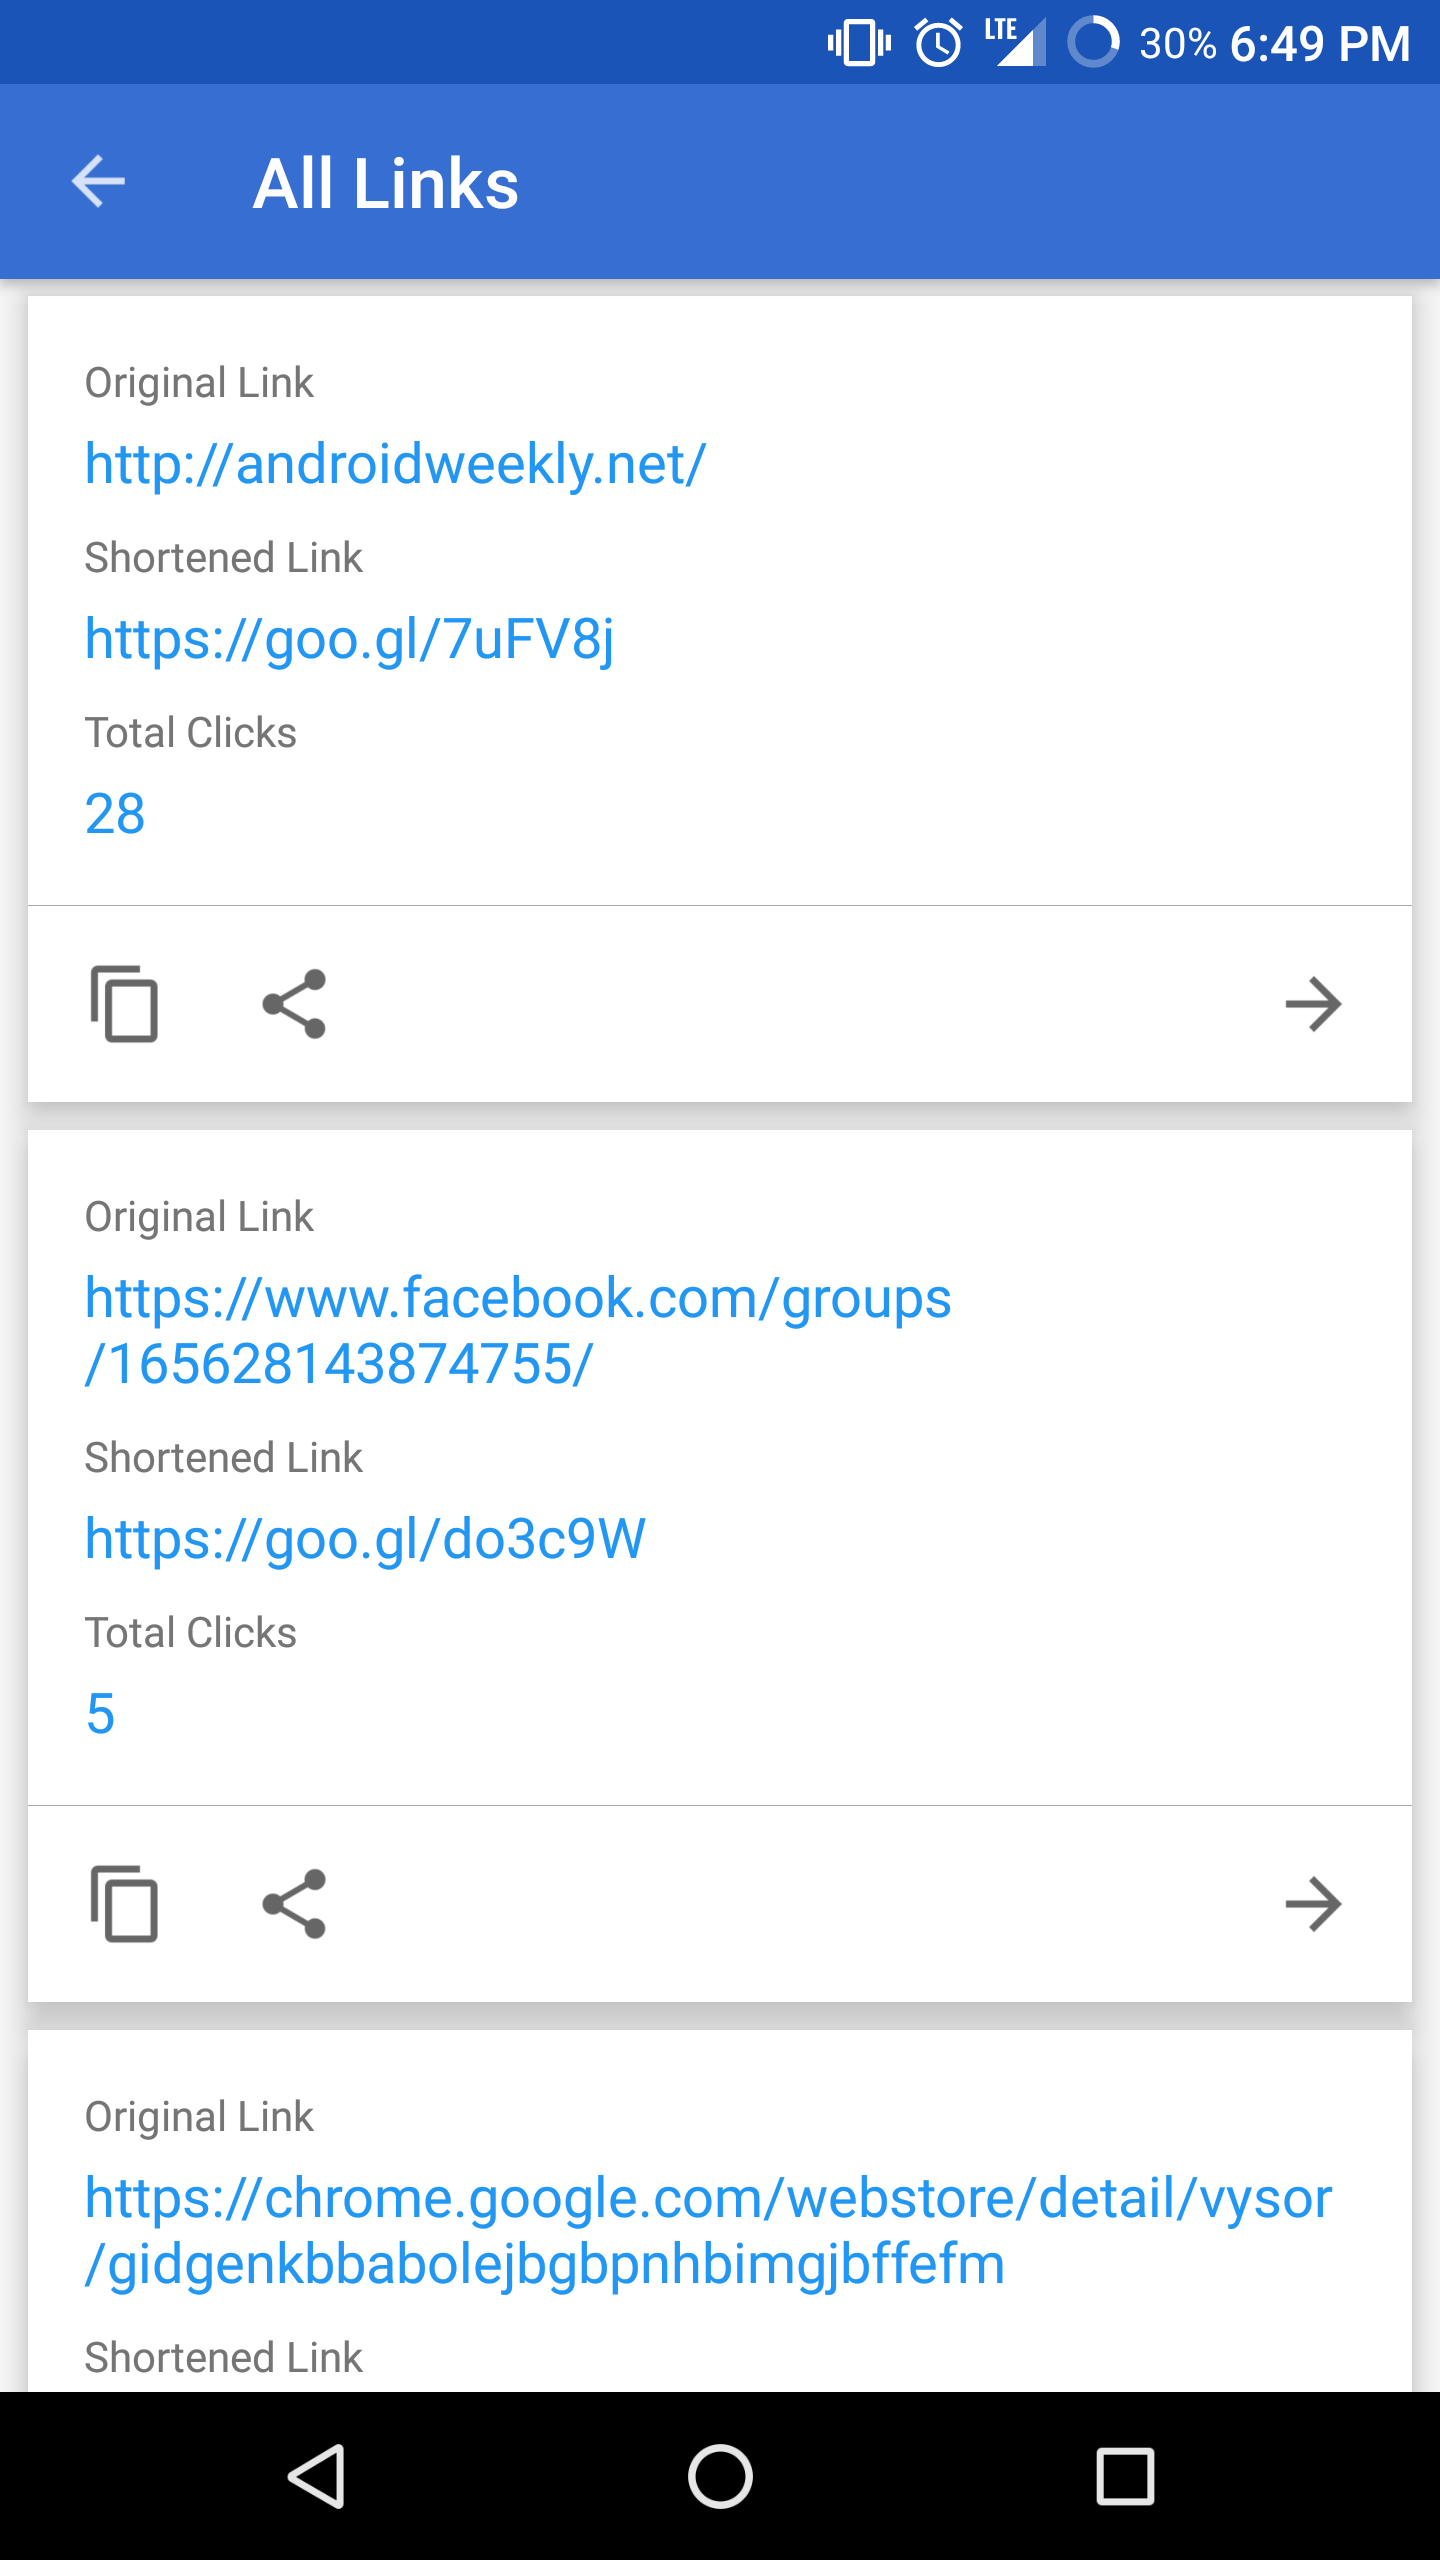 LTE 30% 6:49 PM
All Links
Original Link
http://androidweekly.net/
Shortened Link
https://goo.gl/7uFV8j
Total Clicks
28
Original Link
https://www.facebook.com/groups
/165628143874755/
Shortened Link
https://goo.gl/do3c9W
Total Clicks
5
Original Link
https://chrome.google.com/webstore/detail/vysor
/gidgenkbbabolejbgbpnhbimgjbffefm
Shortened Link